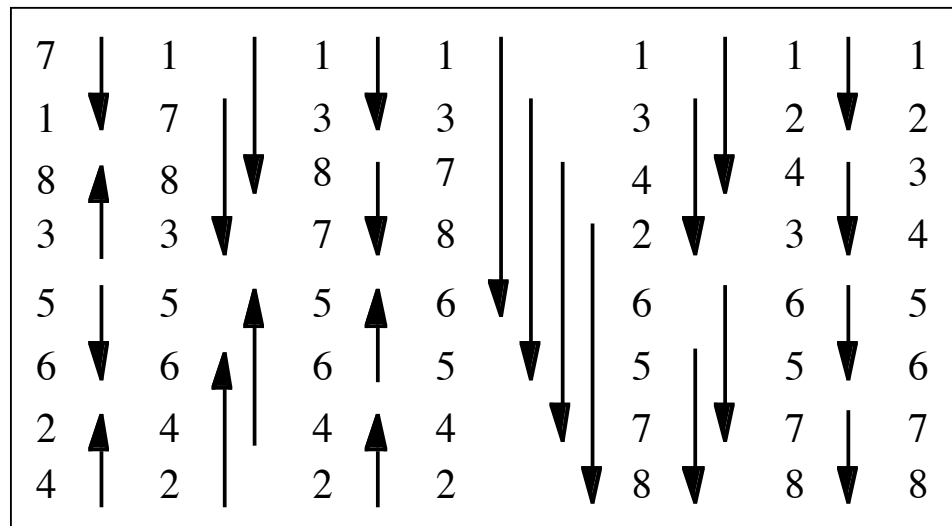 7 1 1 1 1 1 1
1 7 3 3 3 2 2
8 8 8 7 4 4 3
3 3 7 8 2 3 4
5 5 5 6 6 6 5
6 6 6 5 5 5 6
2 4 4 4 7 7 7
4 2 2 2 8 8 8